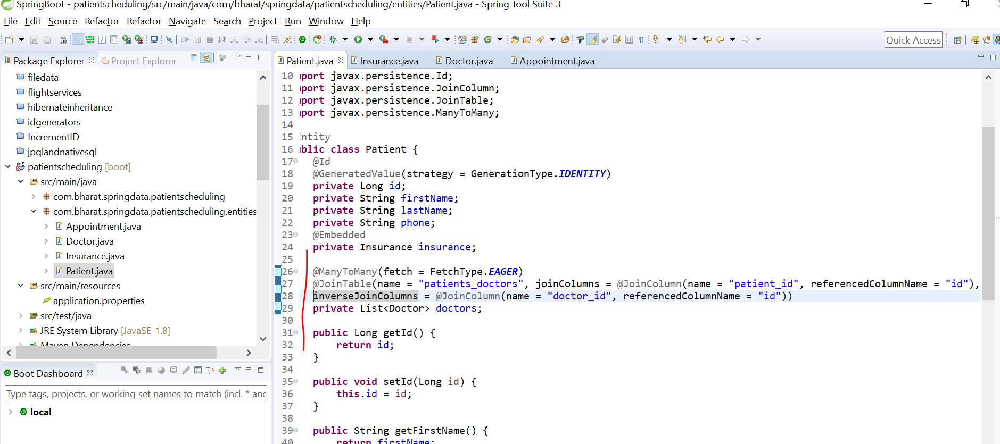 SpringBoot - patientscheduling/src/main/java/com/bharat/springdata/patientscheduling/entities/Patient.java - Spring Tool Suite 3
File Edit Source Refactor Refactor Navigate Search Project Run Window Help
Quick Access
Package Explorer Project Explorer
filedata
flightservices
hibernateinheritance
idgenerators
IncrementID
jpqlandnativesql
patientscheduling [boot]
src/main/java
com.bharat.springdata.patientscheduling
com.bharat.springdata.patientscheduling.entities
Appointment.java
Doctor.java
Insurance.java
Patient.java
src/main/resources
application.properties
src/test/java
JRE System Library [JavaSE-1.8]
Maven Dependencies
Boot Dashboard
Type tags, projects, or working set names to match (incl. * and
local
Patient.java Insurance.java Doctor.java Appointment.java
10 mport javax.persistence.Id;
11 mport javax.persistence.JoinColumn;
12 mport javax.persistence.JoinTable;
13 mport javax.persistence.ManyToMany;
14
15 Entity
16 ublic class Patient {
17 @Id
18 @GeneratedValue(strategy = GenerationType.IDENTITY)
19 private Long id;
20 private String firstName;
21 private String lastName;
22 private String phone;
23 @Embedded
24 private Insurance insurance;
25
26 @ManyToMany(fetch = FetchType.EAGER)
27 @JoinTable(name = "patients_doctors", joinColumns = @JoinColumn(name = "patient_id", referencedColumnName = "id"),
28 inverseJoinColumns = @JoinColumn(name = "doctor_id", referencedColumnName = "id"))
29 private List<Doctor> doctors;
30
31 public Long getId() {
32 return id;
33 }
34
35 public void setId(Long id) {
36 this.id = id;
37 }
38
39 public String getFirstName() {
40 return firstName;